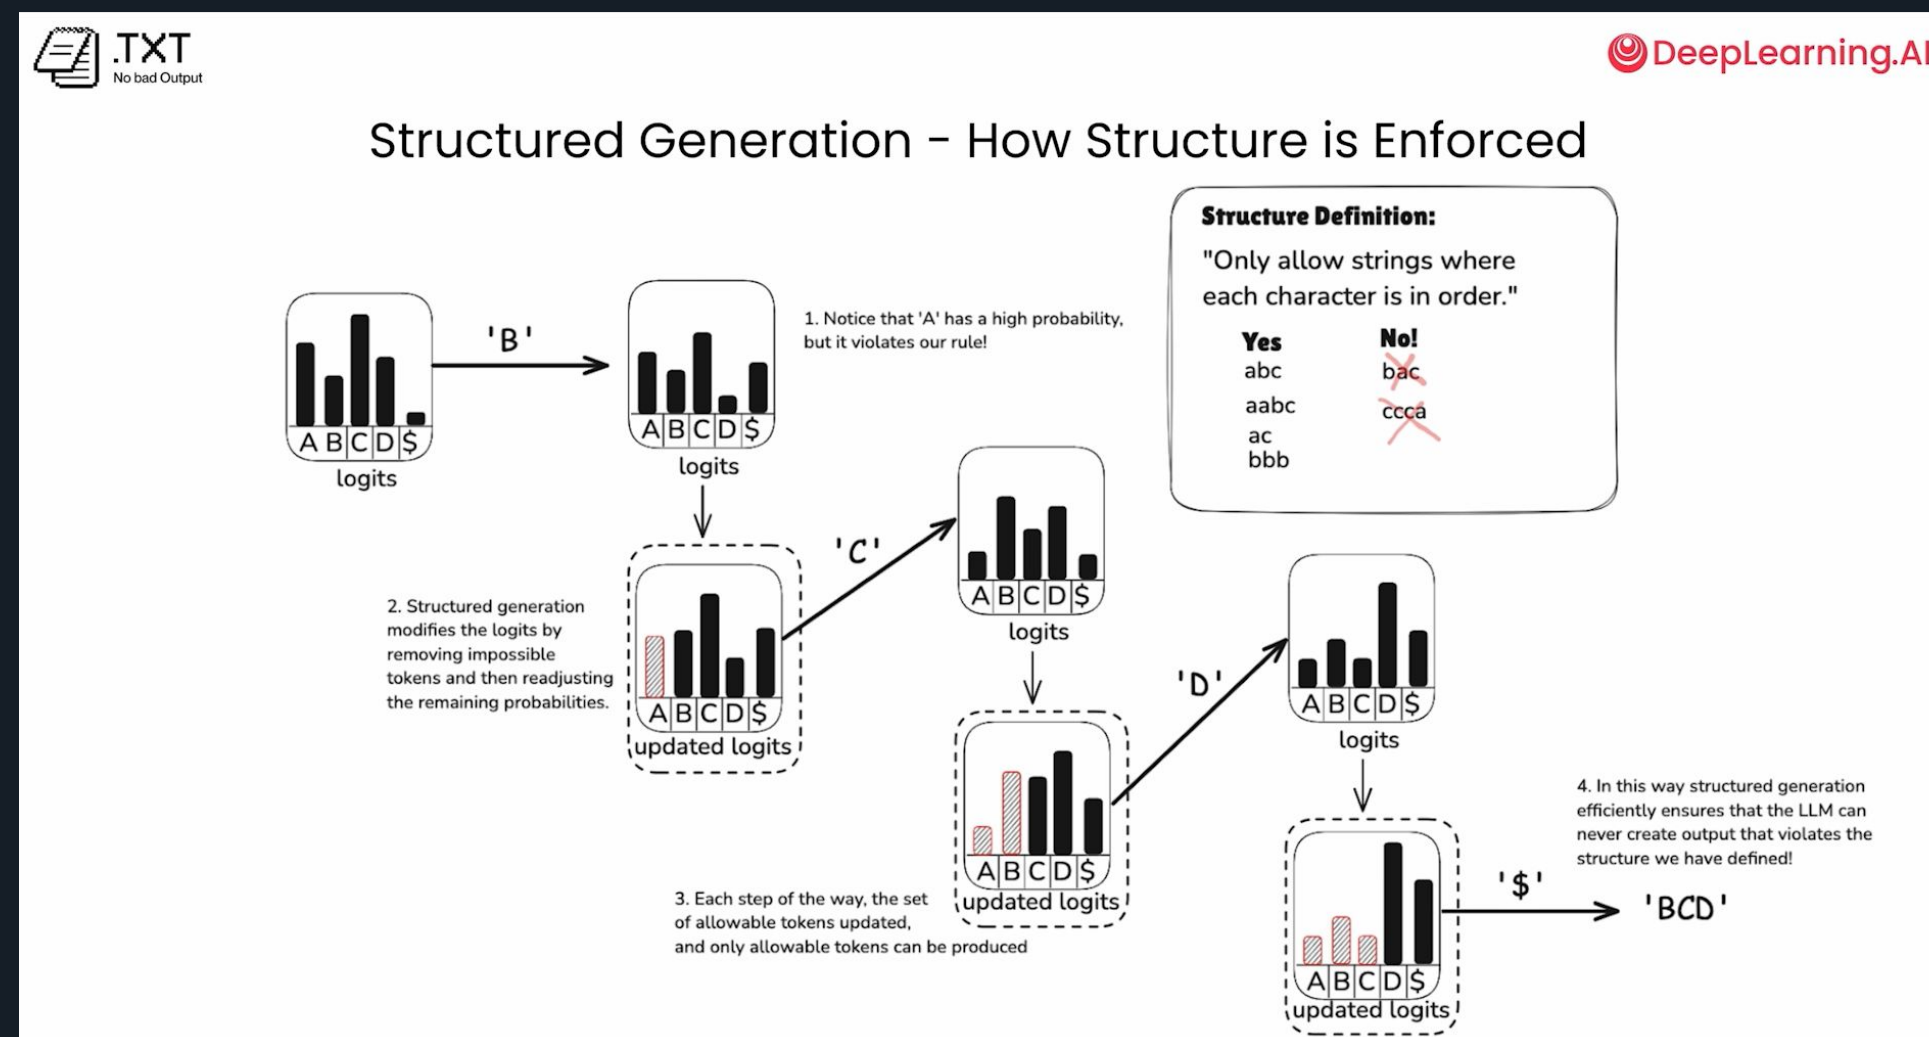 .TXT
No bad Output
DeepLearning.AI
Structured Generation - How Structure is Enforced
Structure Definition:
"Only allow strings where
each character is in order."
Yes
abc
aabc
ac
bbb
No!
bac
ccca
A B C D $
logits
'B'
A B C D $
logits
1. Notice that 'A' has a high probability,
but it violates our rule!
2. Structured generation
modifies the logits by
removing impossible
tokens and then readjusting
the remaining probabilities.
A B C D $
updated logits
'C'
A B C D $
logits
3. Each step of the way, the set
of allowable tokens updated,
and only allowable tokens can be produced
A B C D $
updated logits
'D'
A B C D $
logits
A B C D $
updated logits
4. In this way structured generation
efficiently ensures that the LLM can
never create output that violates the
structure we have defined!
'$'
'BCD'